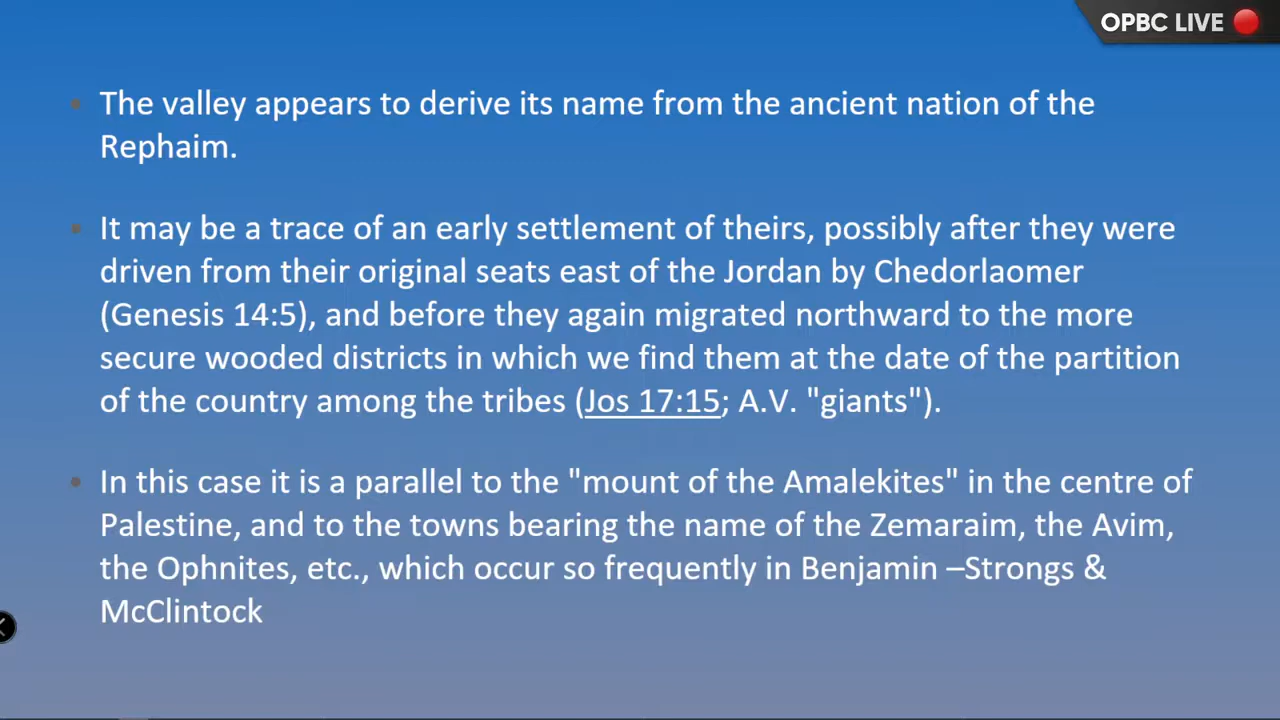 OPBC LIVE
• The valley appears to derive its name from the ancient nation of the
Rephaim.
• It may be a trace of an early settlement of theirs, possibly after they were
driven from their original seats east of the Jordan by Chedorlaomer
(Genesis 14:5), and before they again migrated northward to the more
secure wooded districts in which we find them at the date of the partition
of the country among the tribes (Jos 17:15; A.V. "giants").
• In this case it is a parallel to the "mount of the Amalekites" in the centre of
Palestine, and to the towns bearing the name of the Zemaraim, the Avim,
the Ophnites, etc., which occur so frequently in Benjamin –Strongs &
McClintock